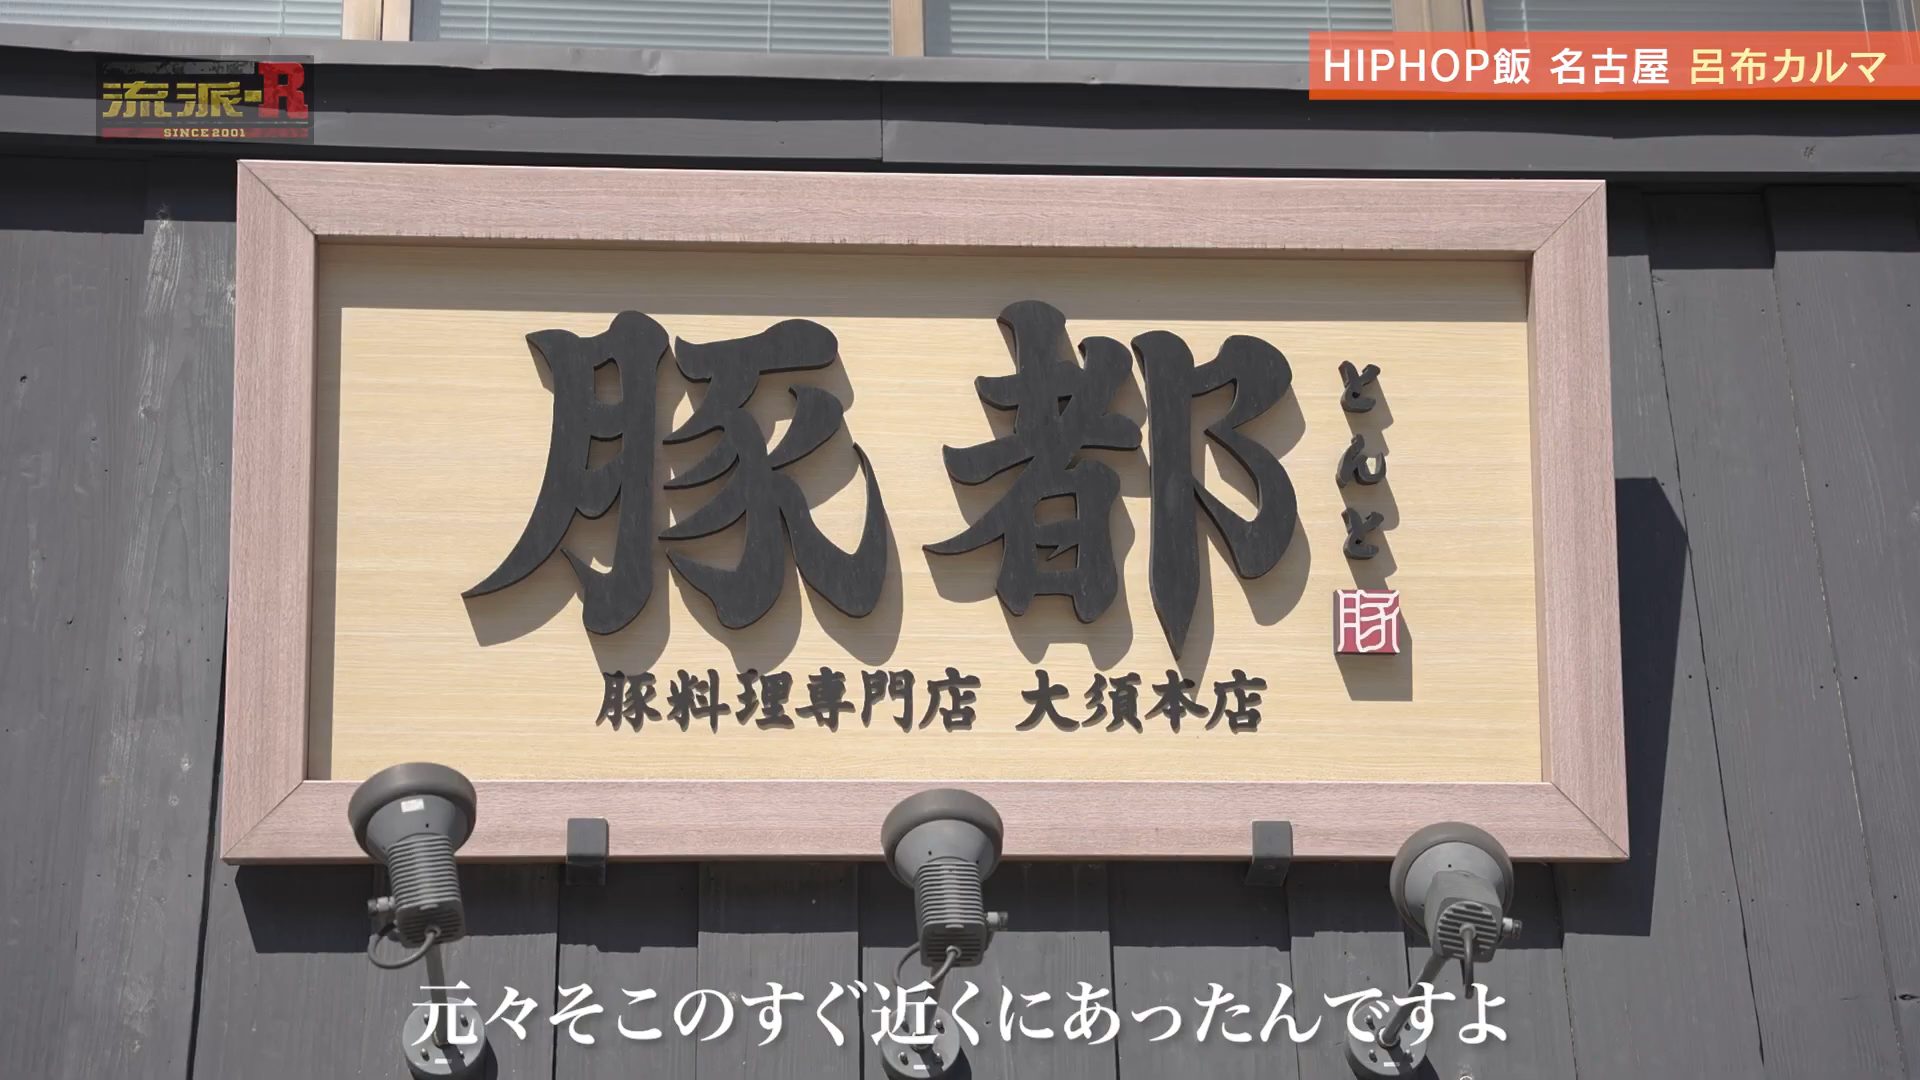 流派-R
SINCE2001
HIPHOP飯 名古屋 呂布カルマ
豚都
とんと
豚
豚料理専門店 大須本店
元々そこのすぐ近くにあったんですよ